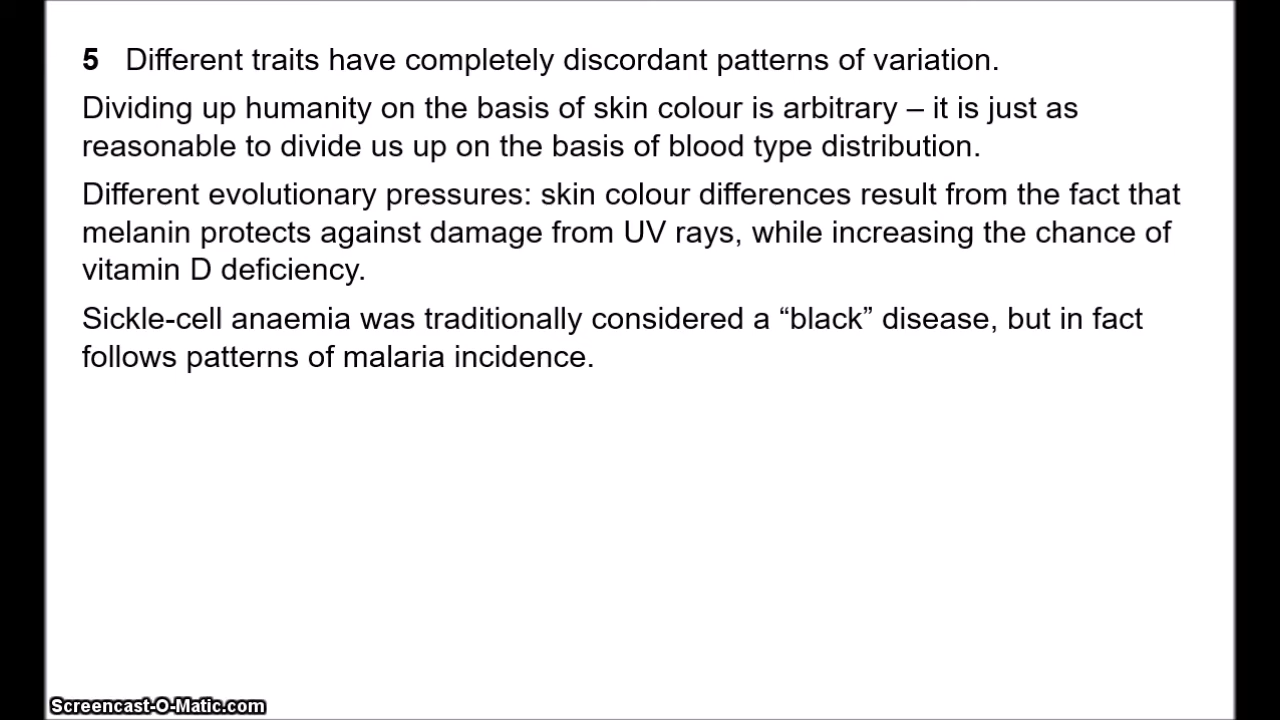 5 Different traits have completely discordant patterns of variation.
Dividing up humanity on the basis of skin colour is arbitrary – it is just as
reasonable to divide us up on the basis of blood type distribution.
Different evolutionary pressures: skin colour differences result from the fact that
melanin protects against damage from UV rays, while increasing the chance of
vitamin D deficiency.
Sickle-cell anaemia was traditionally considered a “black” disease, but in fact
follows patterns of malaria incidence.
Screencast-O-Matic.com